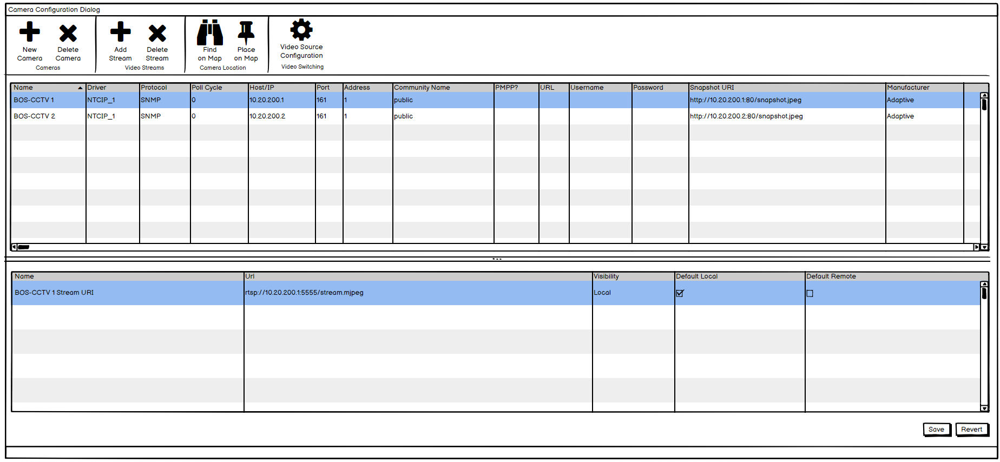 Camera Configuration Dialog
New Camera
Delete Camera
Add Stream
Delete Stream
Find on Map
Place on Map
Video Source Configuration
Cameras
Video Streams
Camera Location
Video Switching
Name Driver Protocol Poll Cycle Host/IP Port Address Community Name PMPP? URL Username Password Snapshot URI Manufacturer
BOS-CCTV 1 NTCIP_1 SNMP 0 10.20.200.1 161 1 public http://10.20.200.1:80/snapshot.jpeg Adaptive
BOS-CCTV 2 NTCIP_1 SNMP 0 10.20.200.2 161 1 public http://10.20.200.2:80/snapshot.jpeg Adaptive
Name Url Visibility Default Local Default Remote
BOS-CCTV 1 Stream URI rtsp://10.20.200.1:5555/stream.mjpeg Local
Save Revert